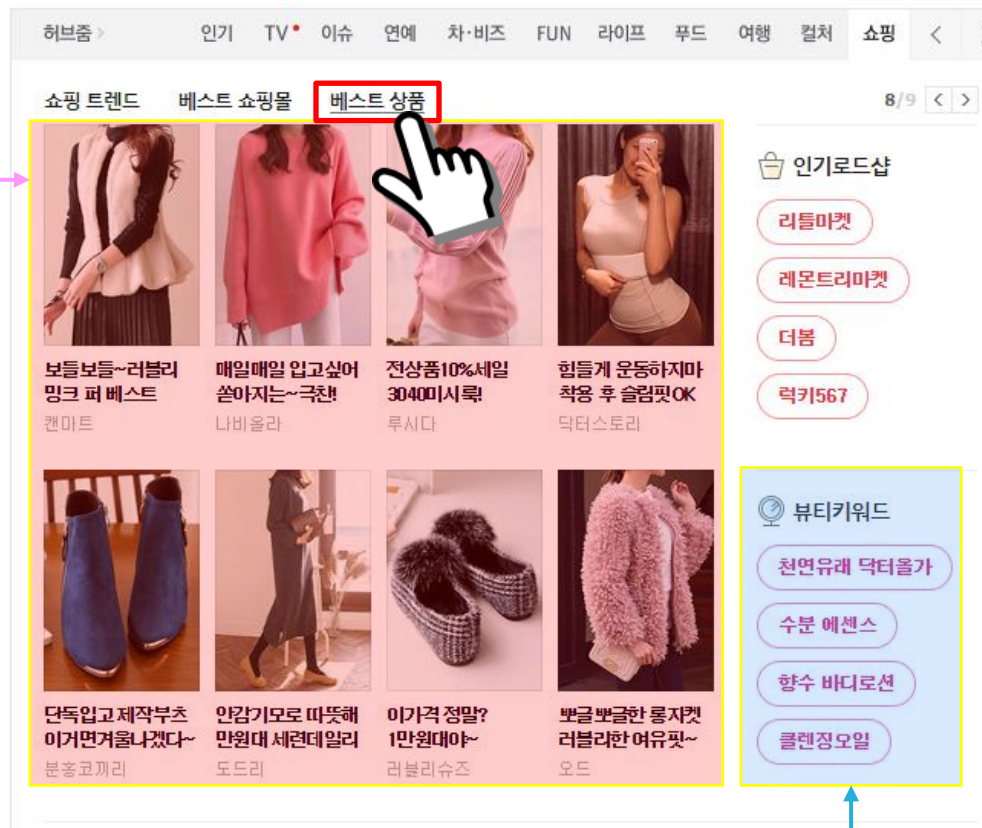 허브줌 >
인기 TV 이슈 연예 차·비즈 FUN 라이프 푸드 여행 컬처 쇼핑 <
쇼핑 트렌드 베스트 쇼핑몰 베스트 상품
8/9 < >
보들보들~러블리
밍크 퍼 베스트
캔마트
매일매일 입고싶어
쏟아지는~극찬!
나비올라
전상품10%세일
3040미시룩!
루시다
힘들게 운동하지마
착용 후 슬림핏OK
닥터스토리
단독입고제작부츠
이거면겨울나겠다~
분홍코끼리
안감기모로 따뜻해
만원대 세련데일리
도드리
이가격 정말?
1만원대야~
러블리슈즈
뽀글뽀글한 롱자켓
러블리한 여유핏~
오드
인기로드샵
리틀마켓
레몬트리마켓
더봄
럭키567
뷰티키워드
천연유래 닥터올가
수분 에센스
향수 바디로션
클렌징오일